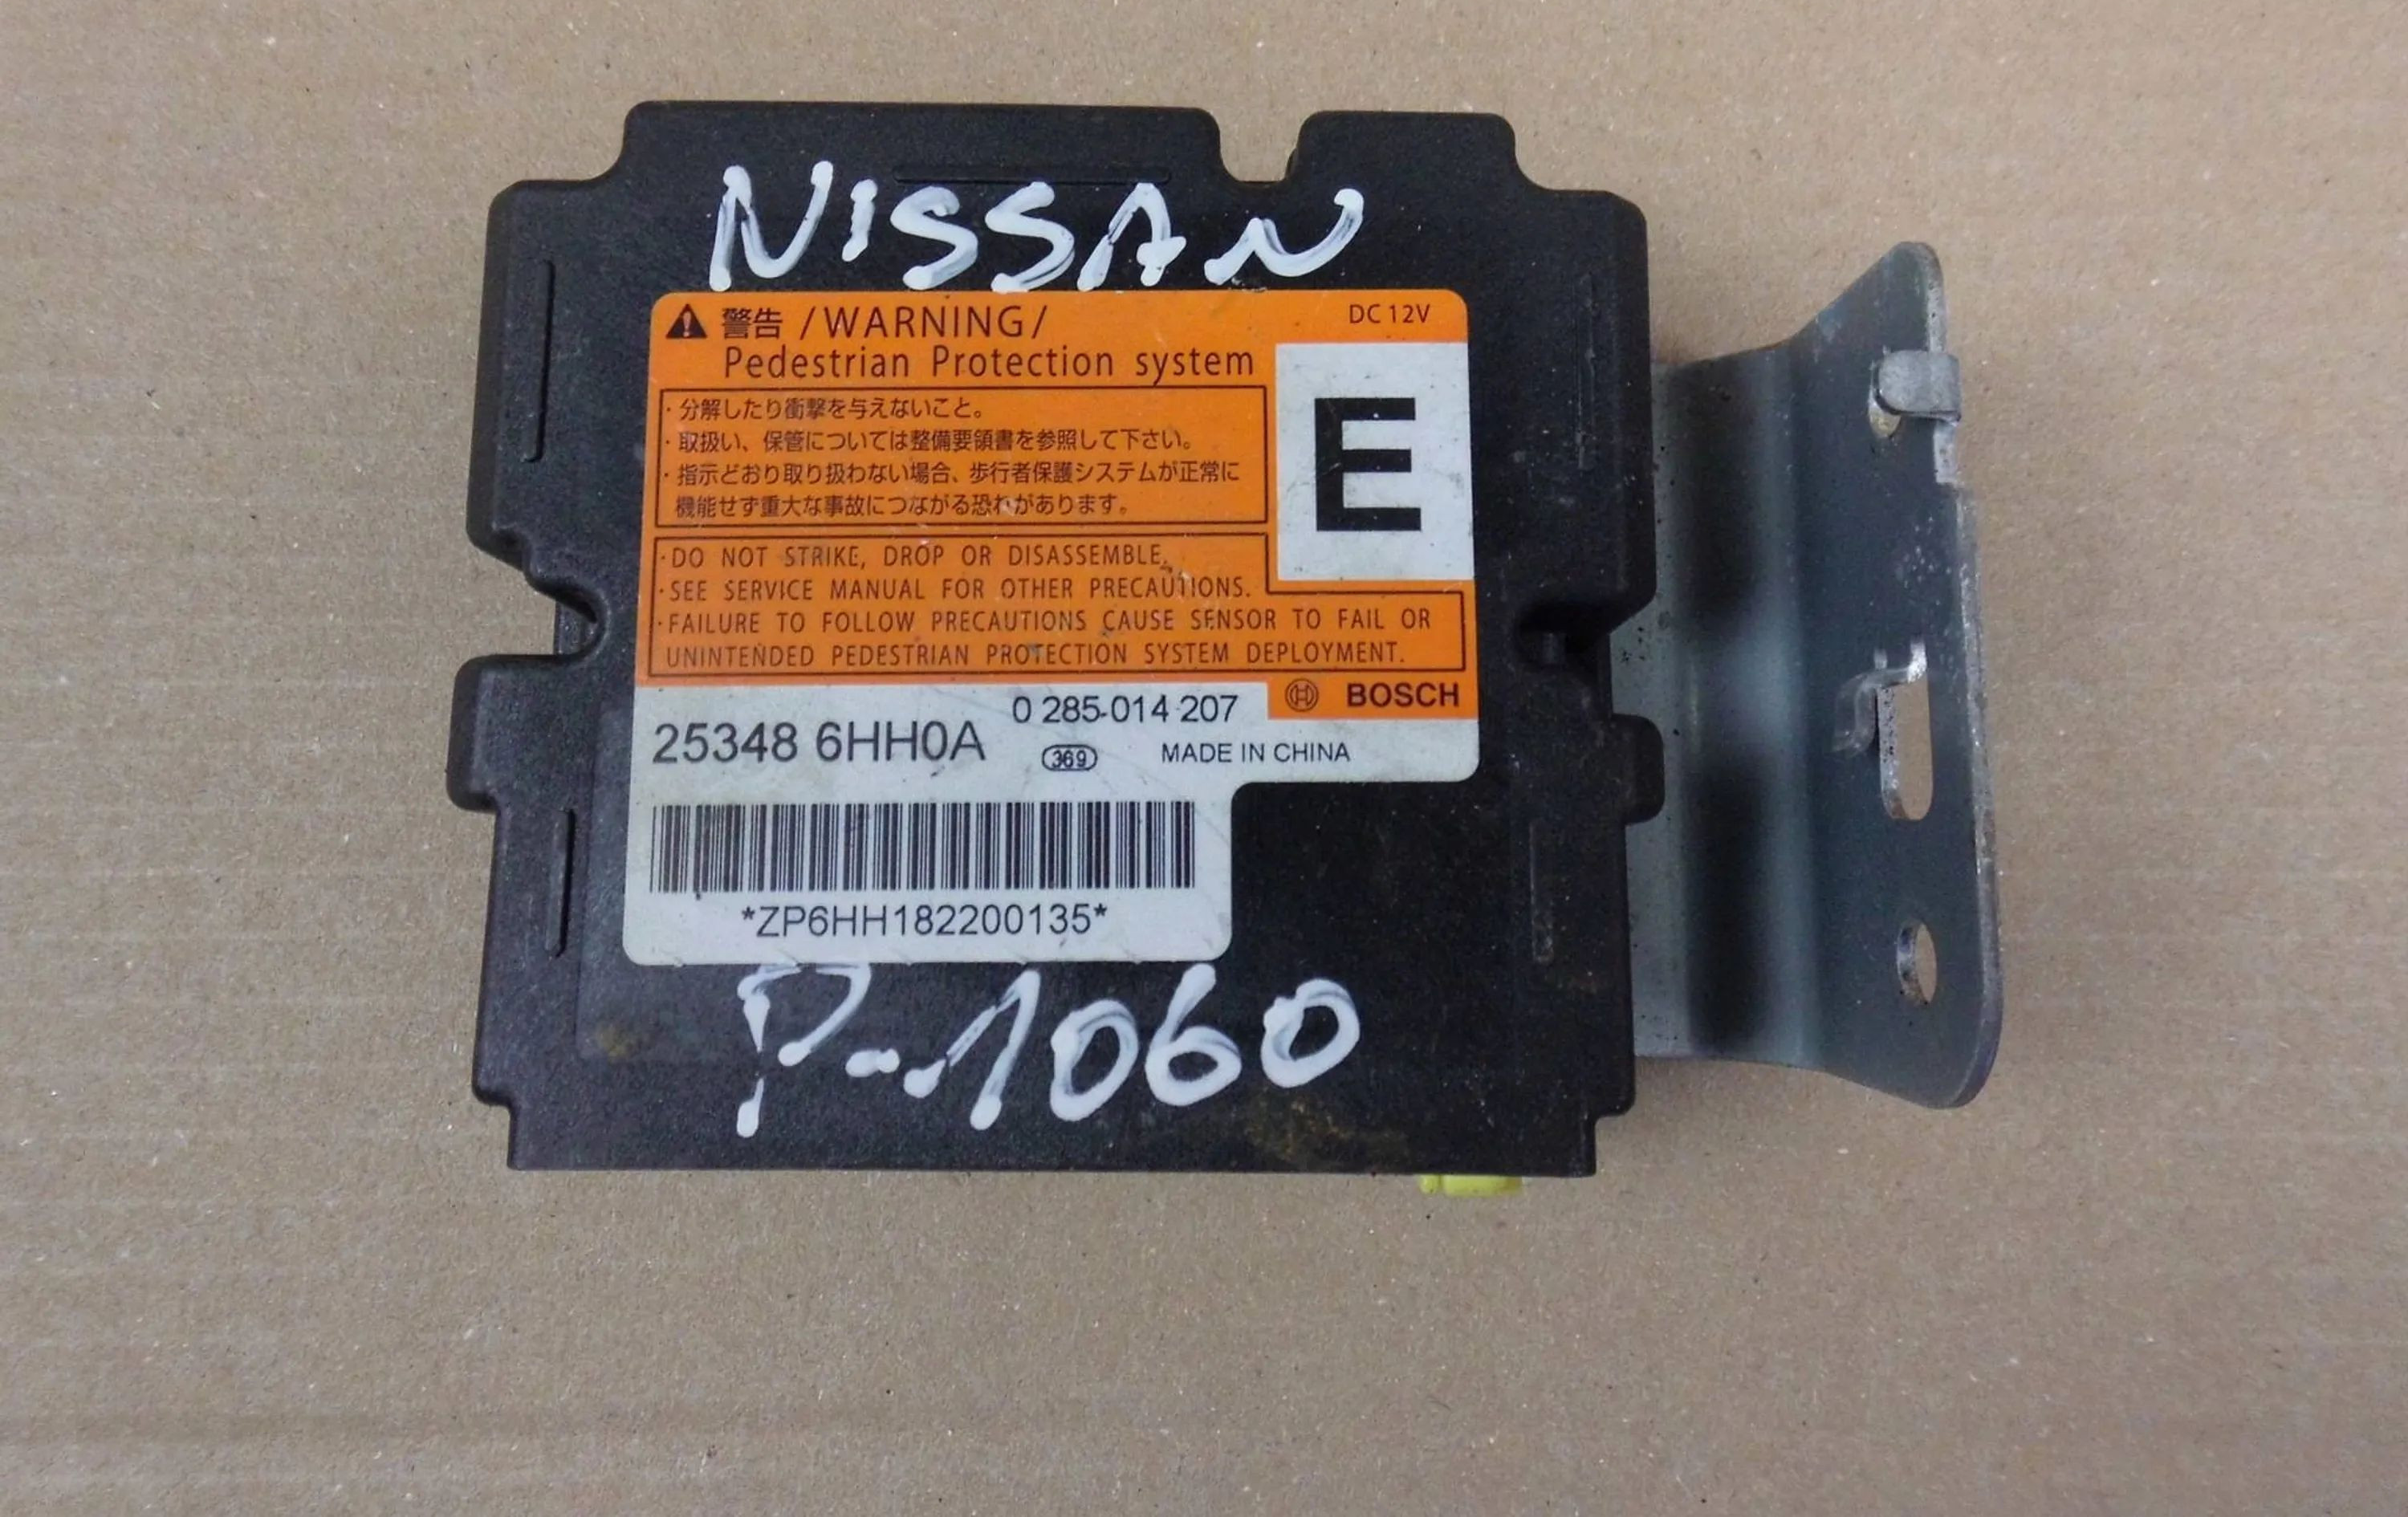 NISSAN
警告 /WARNING/
DC 12V
Pedestrian Protection system
E
・分解したり衝撃を与えないこと。
・取扱い、保管については整備要領書を参照して下さい。
・指示どおり取り扱わない場合、歩行者保護システムが正常に
機能せず重大な事故につながる恐れがあります。
·DO NOT STRIKE, DROP OR DISASSEMBLE.
·SEE SERVICE MANUAL FOR OTHER PRECAUTIONS.
·FAILURE TO FOLLOW PRECAUTIONS CAUSE SENSOR TO FAIL OR
UNINTENDED PEDESTRIAN PROTECTION SYSTEM DEPLOYMENT.
BOSCH
0 285 014 207
25348 6HH0A
369
MADE IN CHINA
*ZP6HH182200135*
P-1060